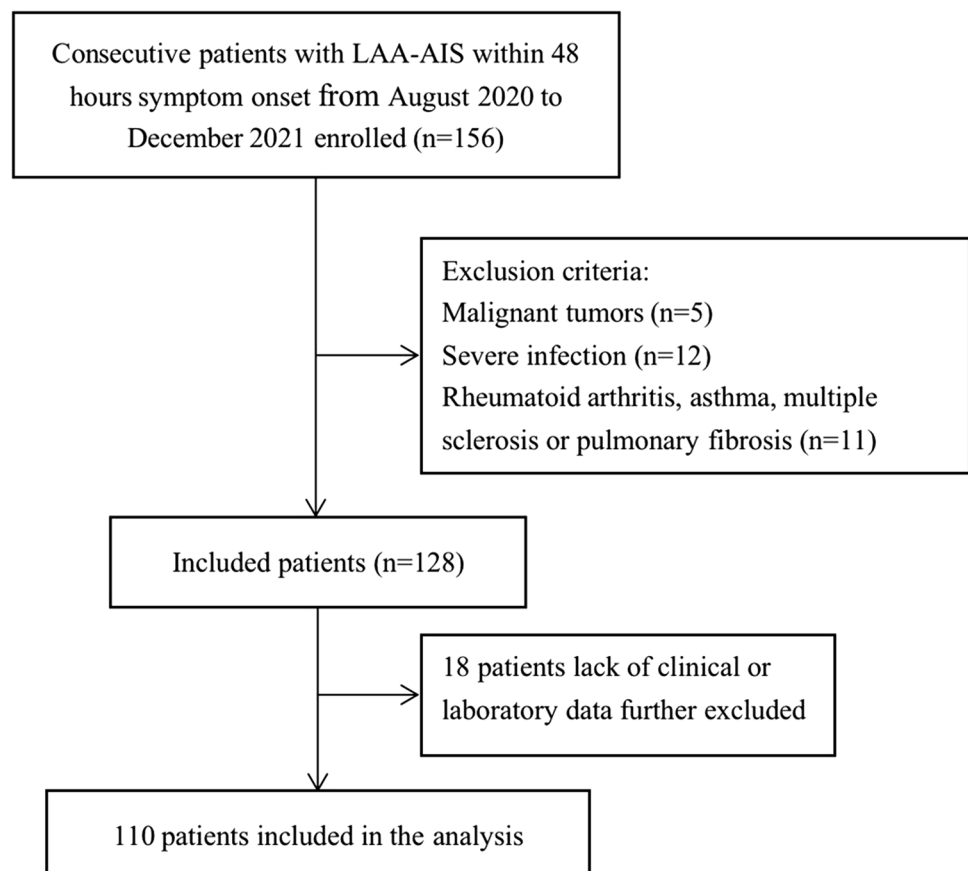 Consecutive patients with LAA-AIS within 48
hours symptom onset from August 2020 to
December 2021 enrolled (n=156)
Exclusion criteria:
Malignant tumors (n=5)
Severe infection (n=12)
Rheumatoid arthritis, asthma, multiple
sclerosis or pulmonary fibrosis (n=11)
Included patients (n=128)
18 patients lack of clinical or
laboratory data further excluded
110 patients included in the analysis